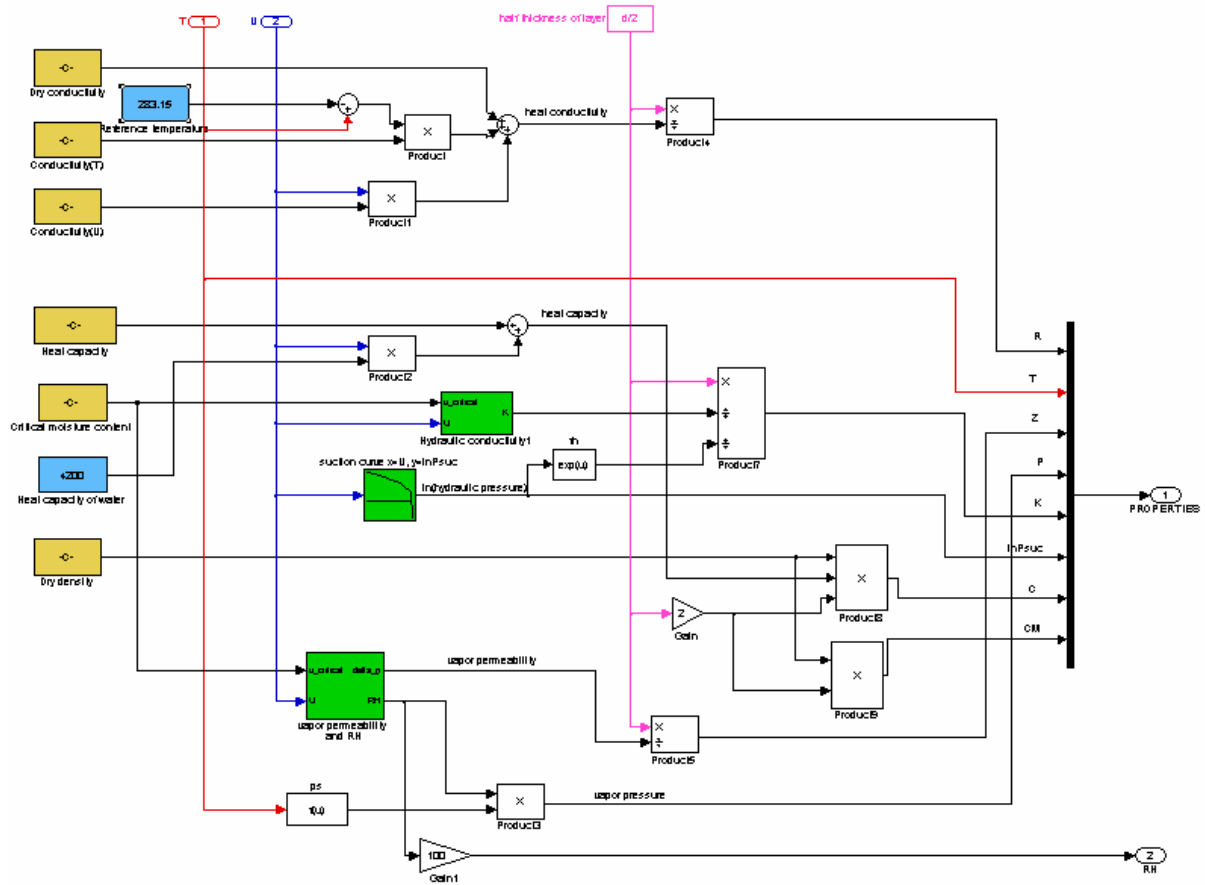 T 1
U 2
half thickness of layer
d/2
-C-
Dry conductivity
283.15
Reference temperature
-C-
Conductivity(T)
-C-
Conductivity(U)
×
Product
×
Product1
heat conductivity
×
÷
Product4
-C-
Heat capacity
heat capacity
×
Product2
-C-
Critical moisture content
u_critical
U
K
Hydraulic conductivity1
4200
Heat capacity of water
suction curve x=U, y=lnPsuc
ln(hydraulic pressure)
1h
exp(u)
×
÷
÷
Product7
-C-
Dry density
×
Product8
2
Gain
×
Product9
u_critical
U
delta_p
RH
vapor permeability
and RH
vapor permeability
×
÷
Product5
ps
f(u)
×
Product3
vapor pressure
100
Gain1
R
T
Z
P
K
lnPsuc
C
CM
1
PROPERTIES
2
RH